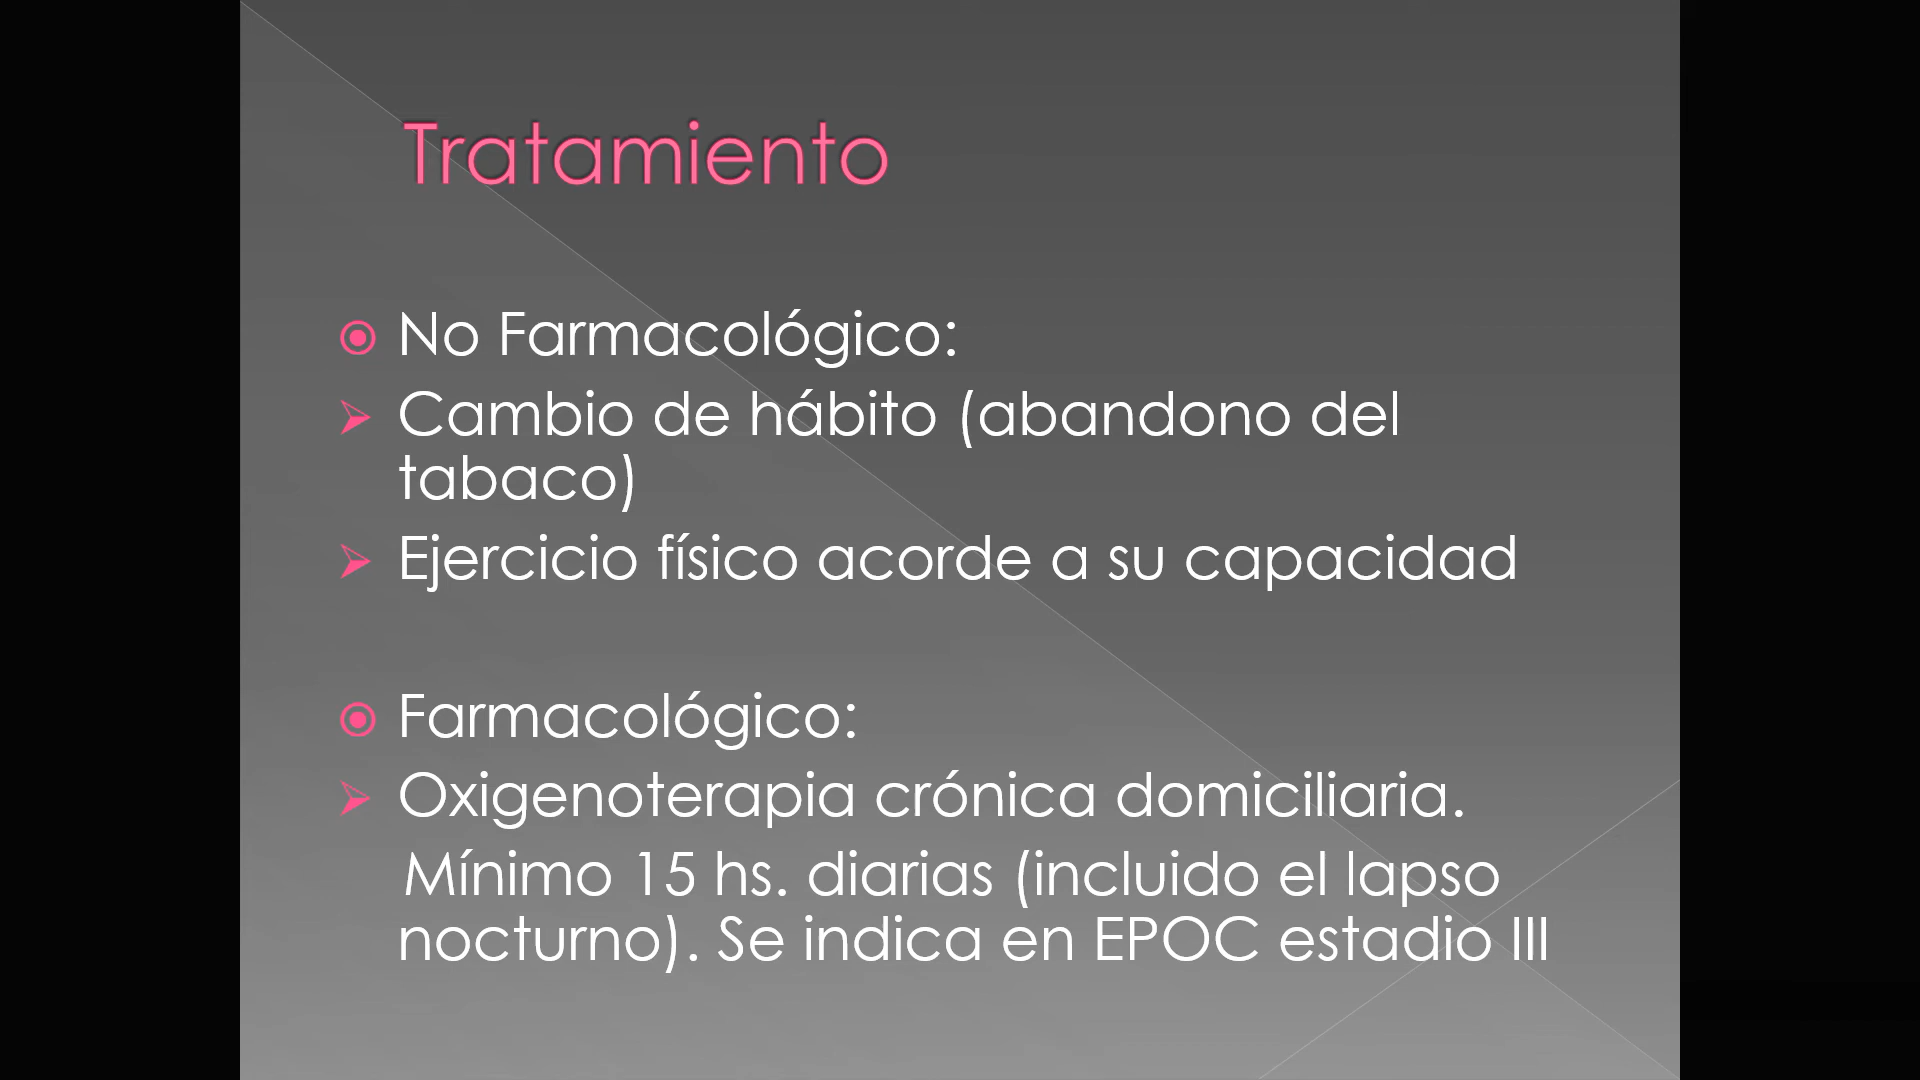 Tratamiento
No Farmacológico:
Cambio de hábito (abandono del
tabaco)
Ejercicio físico acorde a su capacidad
Farmacológico:
Oxigenoterapia crónica domiciliaria.
Mínimo 15 hs. diarias (incluido el lapso
nocturno). Se indica en EPOC estadio III